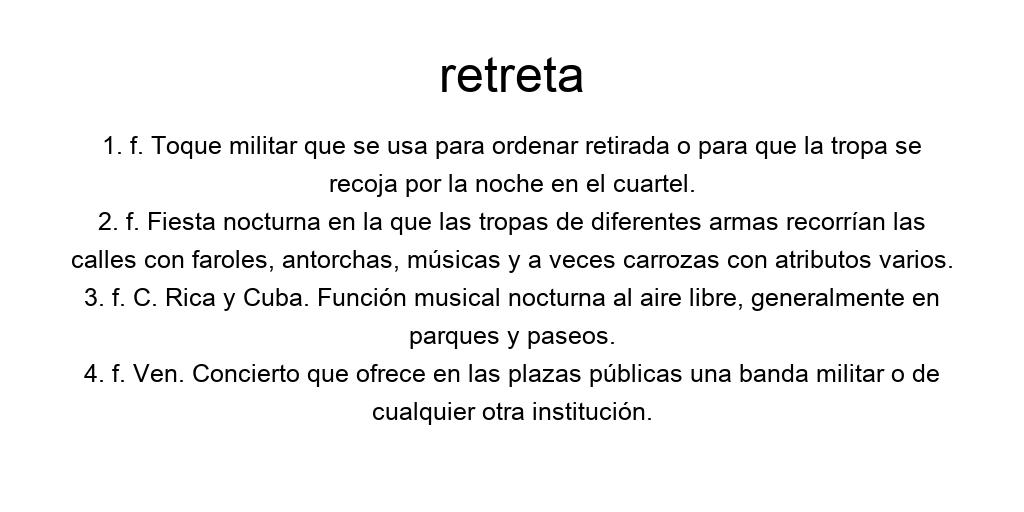 retreta
1. f. Toque militar que se usa para ordenar retirada o para que la tropa se
recoja por la noche en el cuartel.
2. f. Fiesta nocturna en la que las tropas de diferentes armas recorrían las
calles con faroles, antorchas, músicas y a veces carrozas con atributos varios.
3. f. C. Rica y Cuba. Función musical nocturna al aire libre, generalmente en
parques y paseos.
4. f. Ven. Concierto que ofrece en las plazas públicas una banda militar o de
cualquier otra institución.